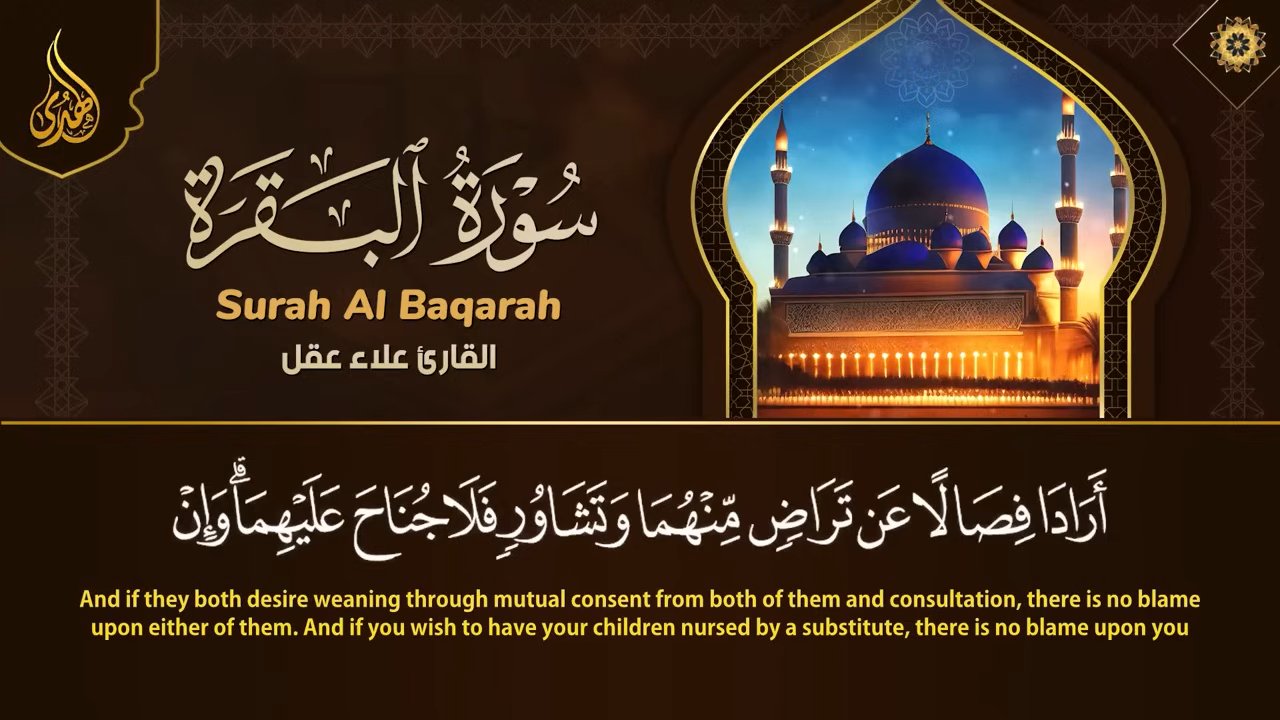 الهدى
سُورَةُ ٱلبَقَرَة
Surah Al Baqarah
القارئ علاء عقل
أَرَادَا فِصَالًا عَن تَرَاضٍ مِّنْهُمَا وَتَشَاوُرٍ فَلَا جُنَاحَ عَلَيْهِمَاۗ وَإِنْ
And if they both desire weaning through mutual consent from both of them and consultation, there is no blame
upon either of them. And if you wish to have your children nursed by a substitute, there is no blame upon you